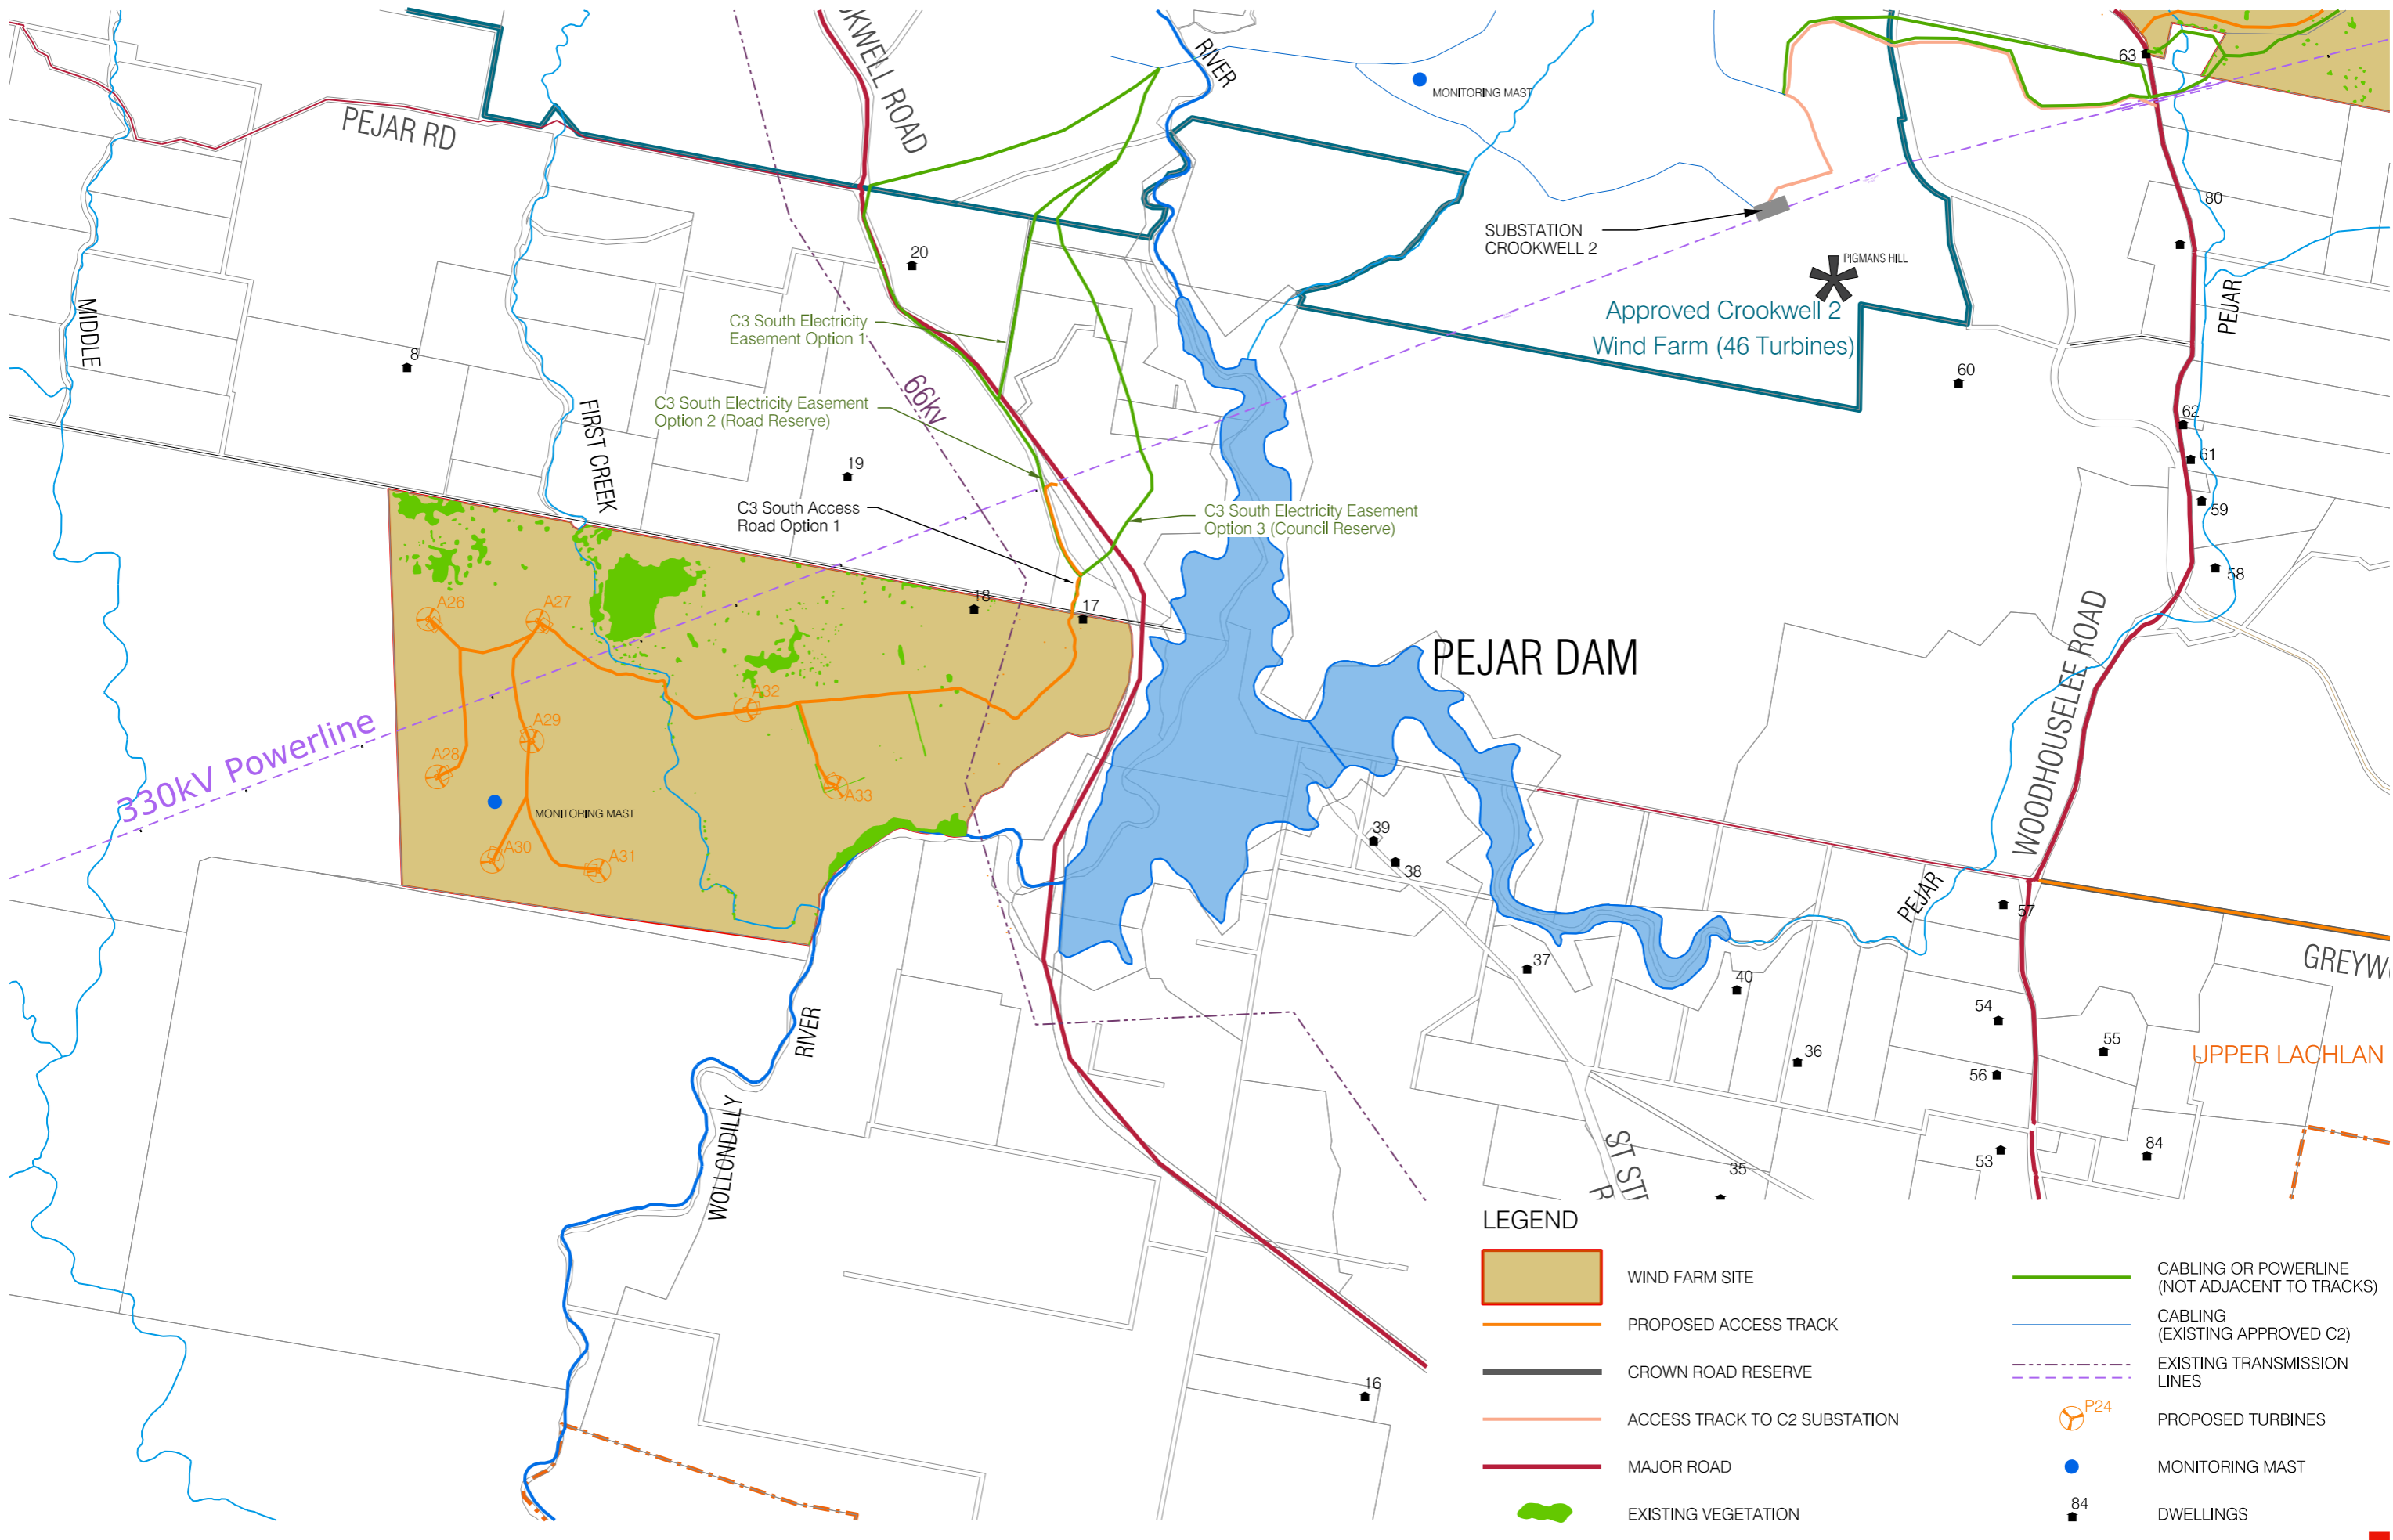 RIVER
OKWELL ROAD
63
MONITORING MAST
PEJAR RD
80
SUBSTATION
CROOKWELL 2
20
PIGMANS HILL
PEJAR
MIDDLE
Approved Crookwell 2
Wind Farm (46 Turbines)
C3 South Electricity
Easement Option 1
8
60
66kv
C3 South Electricity Easement
Option 2 (Road Reserve)
FIRST CREEK
62
61
19
C3 South Access
Road Option 1
C3 South Electricity Easement
Option 3 (Council Reserve)
59
58
A26
A27
18
17
PEJAR DAM
WOODHOUSELEE ROAD
A32
A29
A28
330kV Powerline
A33
MONITORING MAST
39
A30
A31
38
PEJAR
57
37
GREYW
40
54
RIVER
36
55
UPPER LACHLAN
56
WOLLONDILLY
ST STE
R
53
84
35
16
LEGEND
WIND FARM SITE
PROPOSED ACCESS TRACK
CROWN ROAD RESERVE
ACCESS TRACK TO C2 SUBSTATION
MAJOR ROAD
EXISTING VEGETATION
CABLING OR POWERLINE
(NOT ADJACENT TO TRACKS)
CABLING
(EXISTING APPROVED C2)
EXISTING TRANSMISSION
LINES
P24
PROPOSED TURBINES
MONITORING MAST
84
DWELLINGS